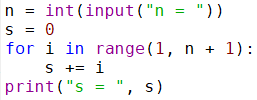 n = int(input("n = "))
s = 0
for i in range(1, n + 1):
    s += i
print("s = ", s)